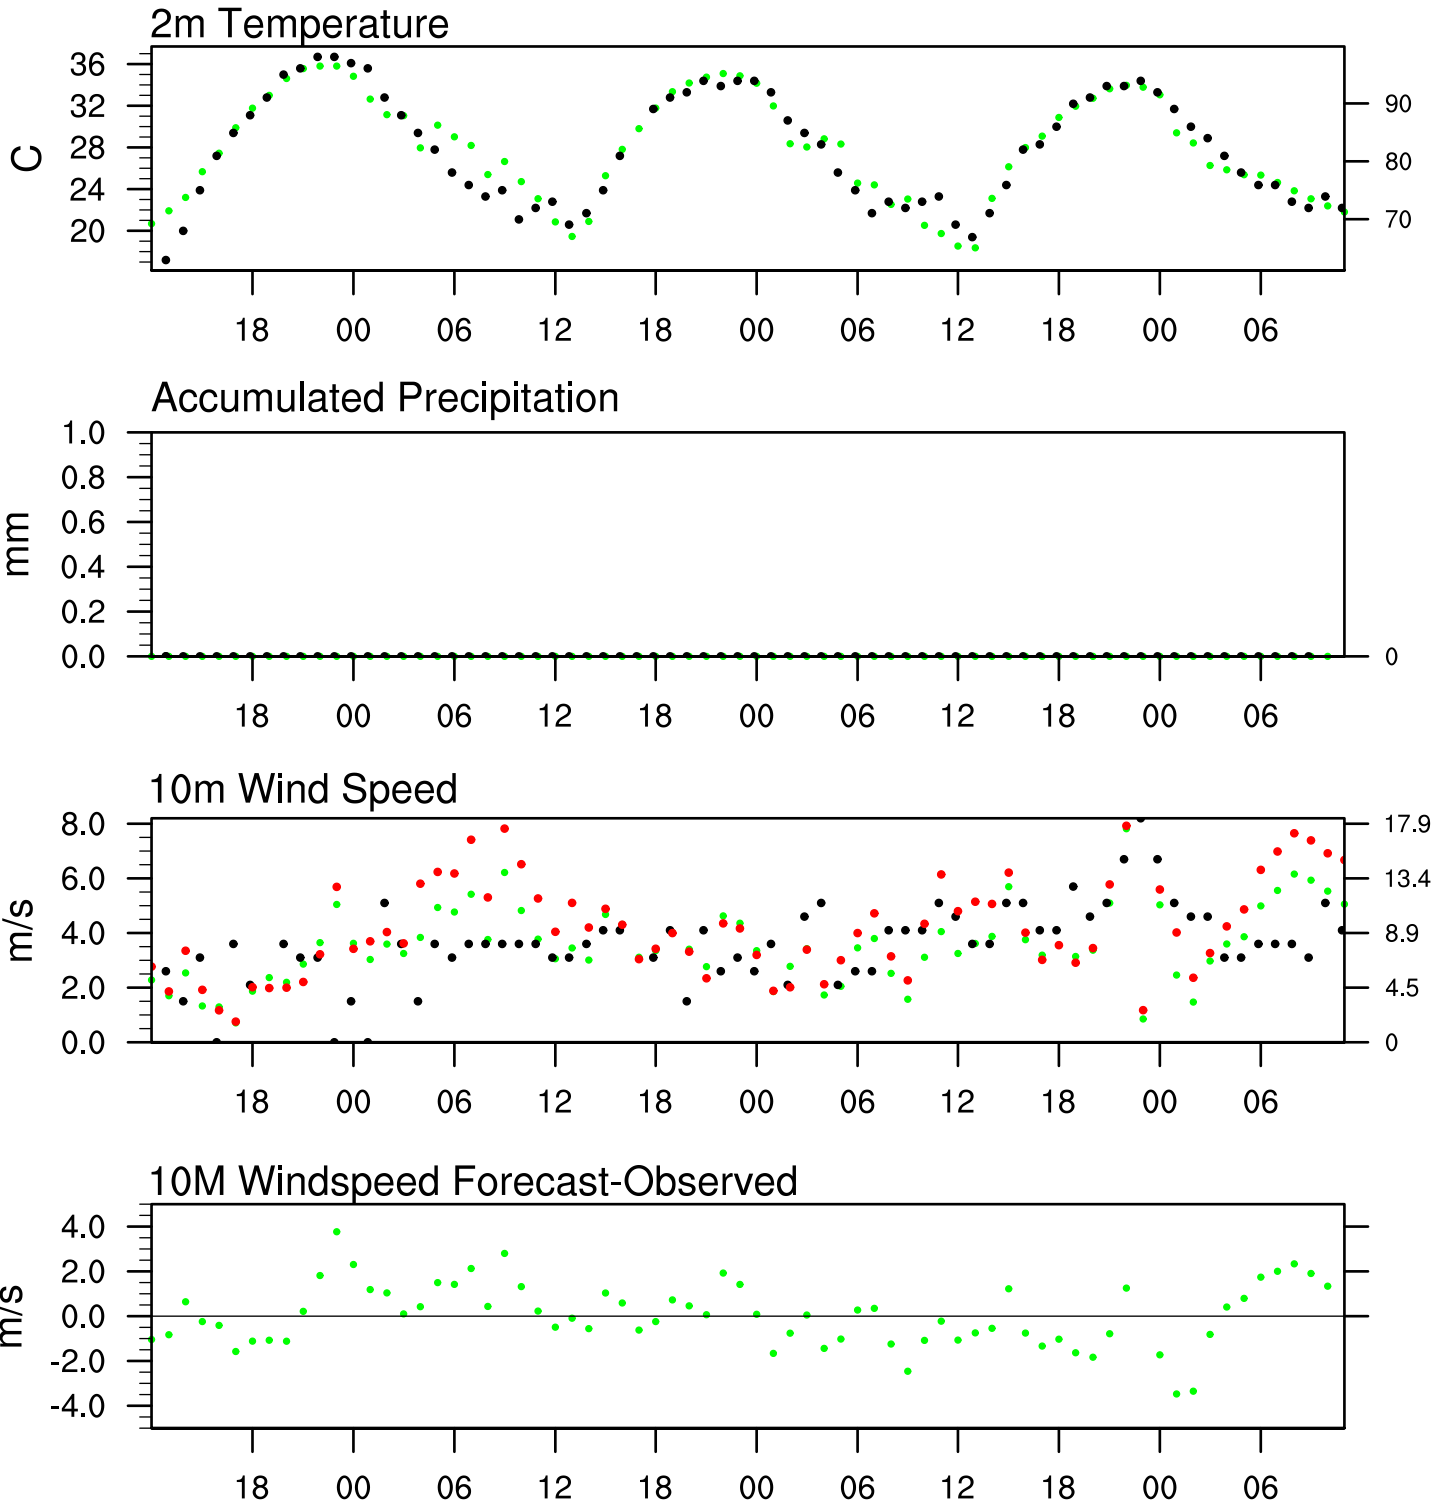 2m Temperature
36
32
28
24
20
C
90
80
70
18 00 06 12 18 00 06 12 18 00 06
Accumulated Precipitation
1.0
0.8
0.6
0.4
0.2
0.0
mm
0
18 00 06 12 18 00 06 12 18 00 06
10m Wind Speed
8.0
6.0
4.0
2.0
0.0
m/s
17.9
13.4
8.9
4.5
0
18 00 06 12 18 00 06 12 18 00 06
10M Windspeed Forecast-Observed
4.0
2.0
0.0
-2.0
-4.0
m/s
18 00 06 12 18 00 06 12 18 00 06